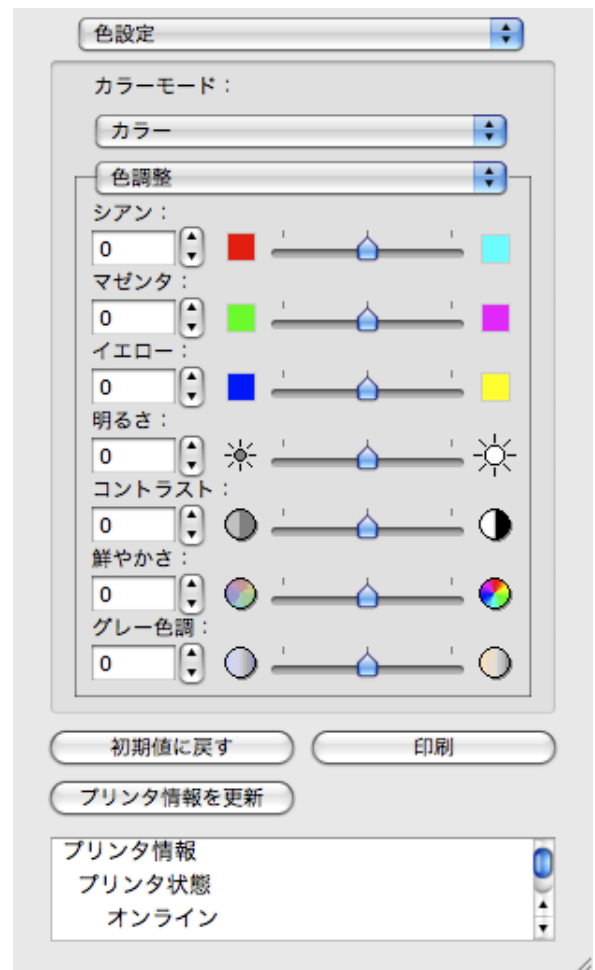 色設定
カラーモード：
カラー
色調整
シアン：
0
マゼンタ：
0
イエロー：
0
明るさ：
0
コントラスト：
0
鮮やかさ：
0
グレー色調：
0
初期値に戻す 印刷
プリンタ情報を更新
プリンタ情報
プリンタ状態
オンライン